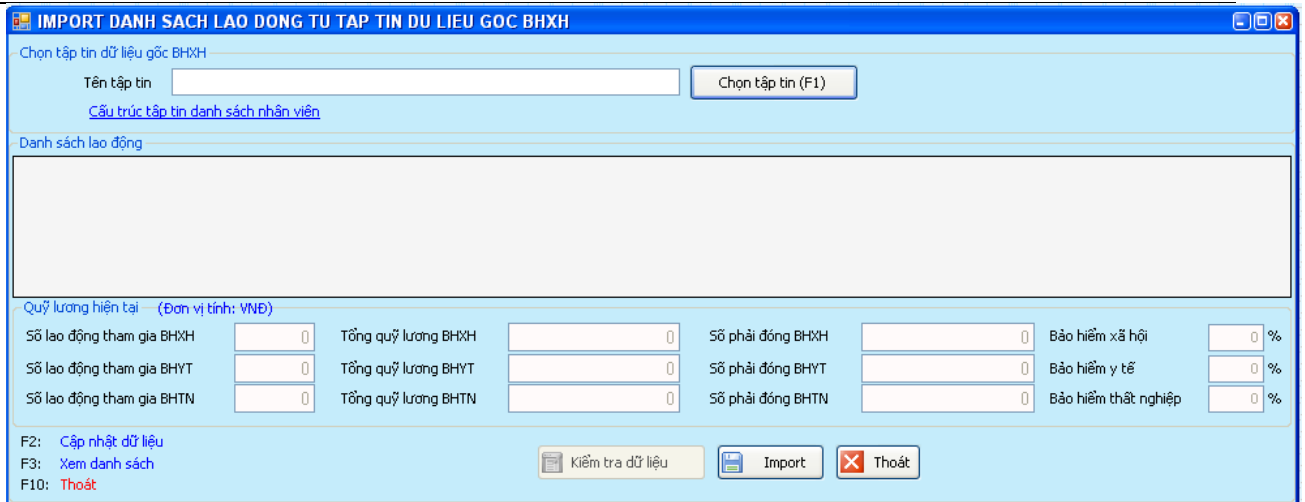 IMPORT DANH SACH LAO DONG TU TAP TIN DU LIEU GOC BHXH
Chọn tập tin dữ liệu gốc BHXH
Tên tập tin Chọn tập tin (F1)
Cấu trúc tập tin danh sách nhân viên
Danh sách lao động
Quỹ lương hiện tại (Đơn vị tính: VNĐ)
Số lao động tham gia BHXH 0 Tổng quỹ lương BHXH 0 Số phải đóng BHXH 0 Bảo hiểm xã hội 0 %
Số lao động tham gia BHYT 0 Tổng quỹ lương BHYT 0 Số phải đóng BHYT 0 Bảo hiểm y tế 0 %
Số lao động tham gia BHTN 0 Tổng quỹ lương BHTN 0 Số phải đóng BHTN 0 Bảo hiểm thất nghiệp 0 %
F2: Cập nhật dữ liệu
F3: Xem danh sách
F10: Thoát
Kiểm tra dữ liệu Import Thoát